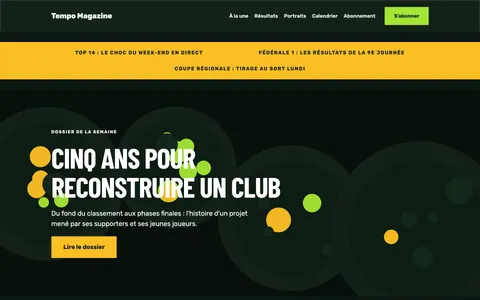 Tempo Magazine
À la une Résultats Portraits Calendrier Abonnement S'abonner
TOP 14 : LE CHOC DU WEEK-END EN DIRECT
FÉDÉRALE 1 : LES RÉSULTATS DE LA 9E JOURNÉE
COUPE RÉGIONALE : TIRAGE AU SORT LUNDI
DOSSIER DE LA SEMAINE
CINQ ANS POUR
RECONSTRUIRE UN CLUB
Du fond du classement aux phases finales : l'histoire d'un projet
mené par ses supporters et ses jeunes joueurs.
Lire le dossier